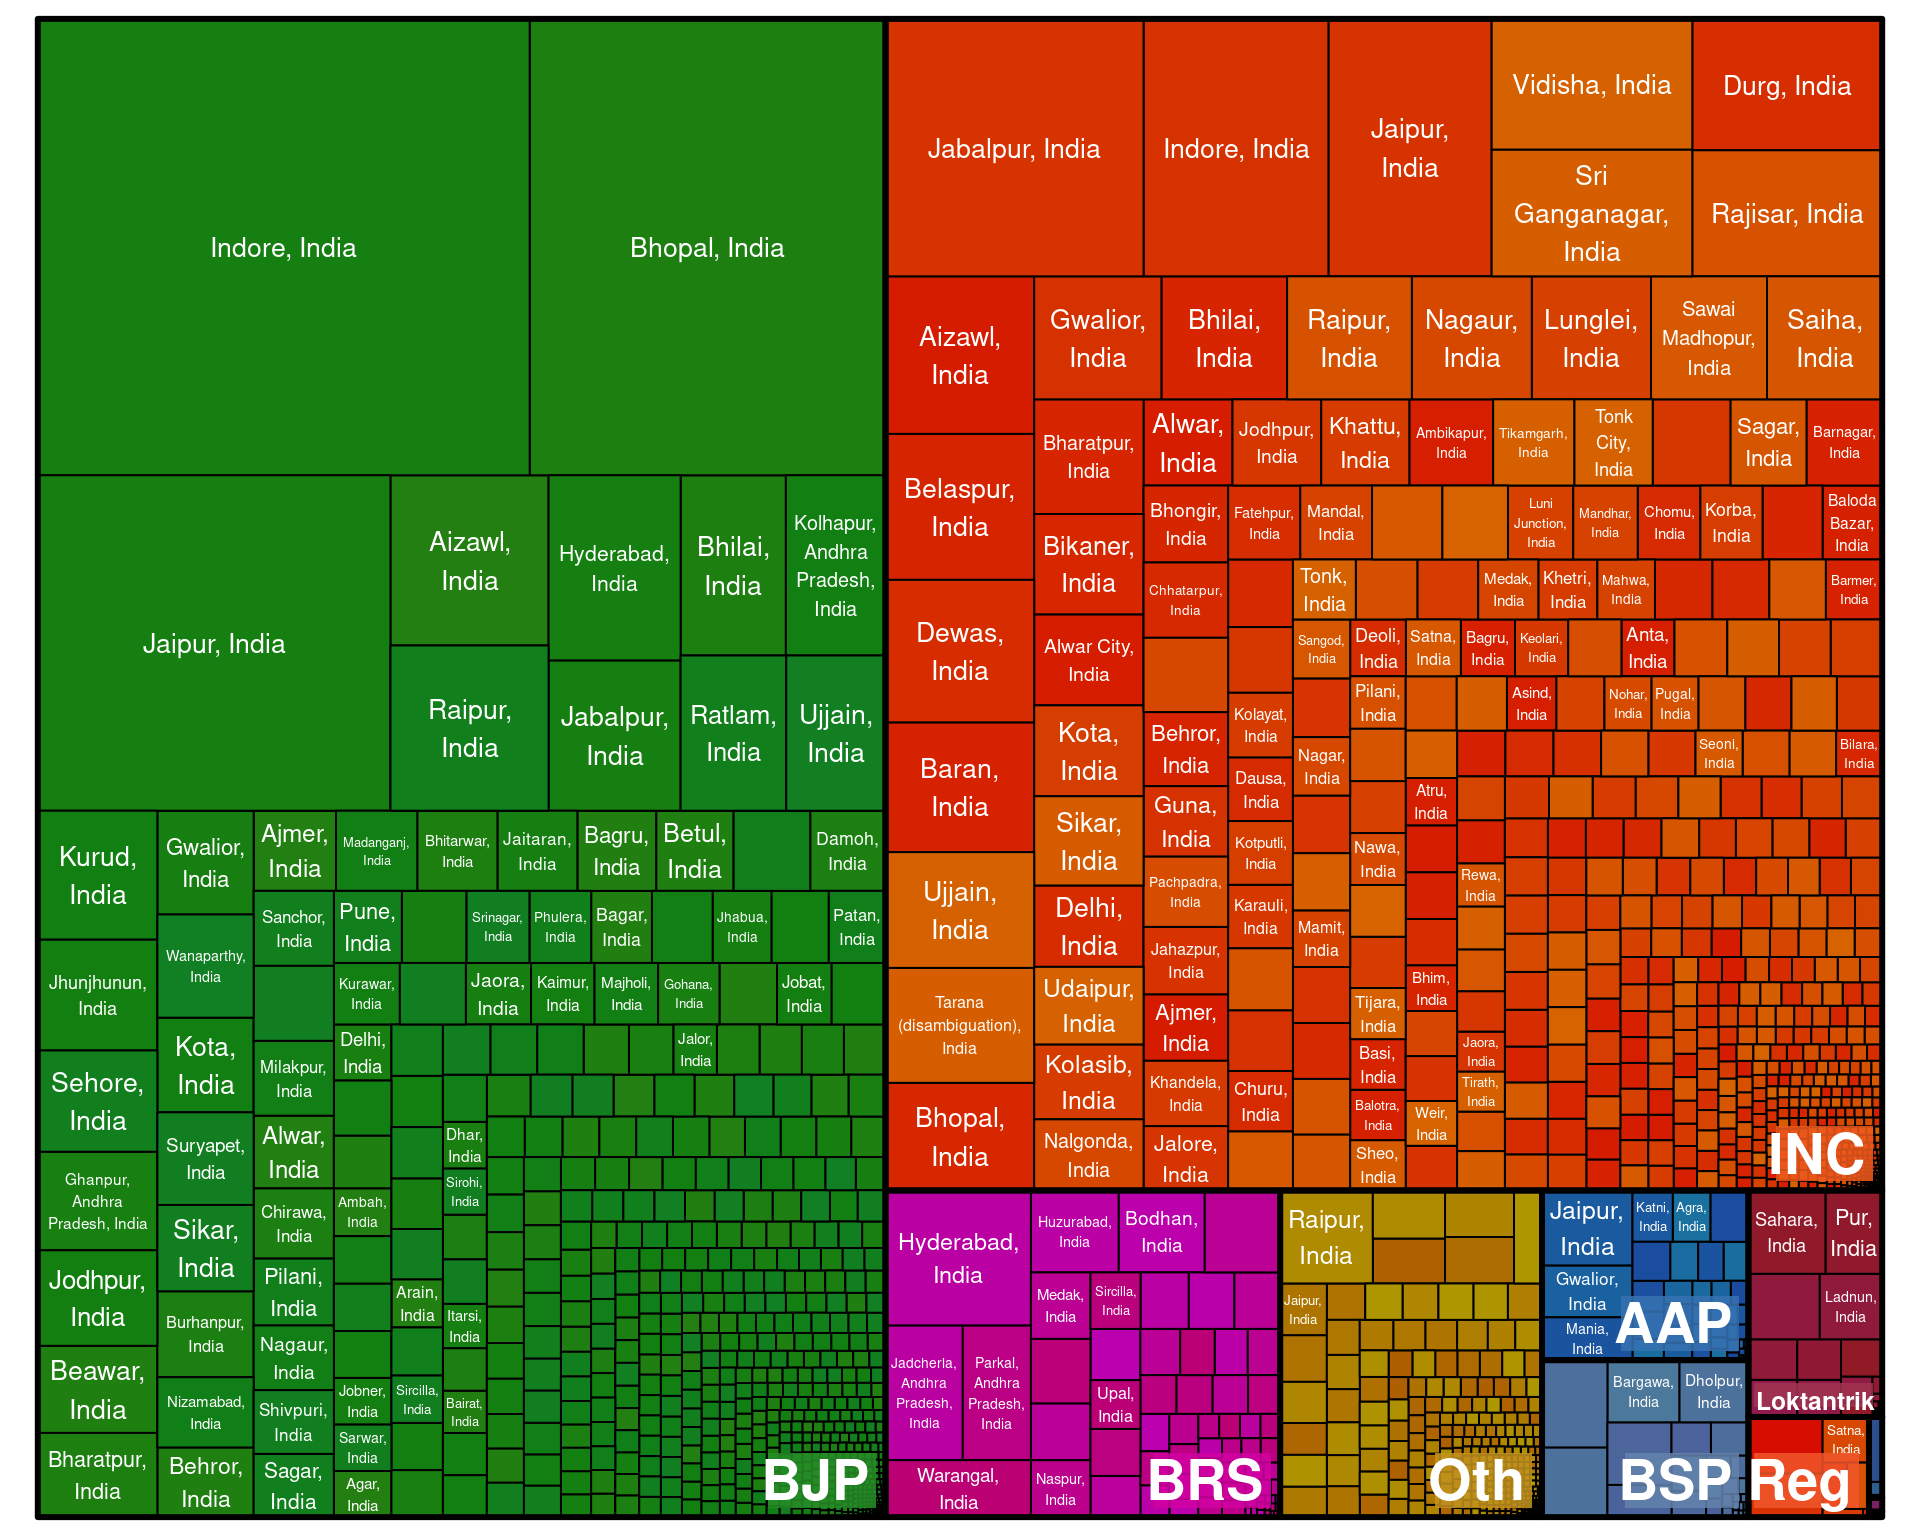 Indore, India
Bhopal, India
Jaipur, India
Aizawl,
India
Raipur,
India
Hyderabad,
India
Jabalpur,
India
Bhilai,
India
Kolhapur,
Andhra
Pradesh,
India
Ratlam,
India
Ujjain,
India
Kurud,
India
Jhunjhunun,
India
Sehore,
India
Ghanpur,
Andhra
Pradesh, India
Jodhpur,
India
Beawar,
India
Bharatpur,
India
Gwalior,
India
Wanaparthy,
India
Kota,
India
Suryapet,
India
Sikar,
India
Burhanpur,
India
Nizamabad,
India
Behror,
India
Ajmer,
India
Madanganj,
India
Bhitarwar,
India
Jaitaran,
India
Bagru,
India
Betul,
India
Damoh,
India
Sanchor,
India
Pune,
India
Srinagar,
India
Phulera,
India
Bagar,
India
Jhabua,
India
Patan,
India
Kurawar,
India
Jaora,
India
Kaimur,
India
Majholi,
India
Gohana,
India
Jobat,
India
Milakpur,
India
Delhi,
India
Jalor,
India
Alwar,
India
Dhar,
India
Sirohi,
India
Chirawa,
India
Ambah,
India
Pilani,
India
Arain,
India
Itarsi,
India
Nagaur,
India
Shivpuri,
India
Jobner,
India
Sircilla,
India
Bairat,
India
Sarwar,
India
Sagar,
India
Agar,
India
BJP
Jabalpur, India
Indore, India
Jaipur,
India
Vidisha, India
Durg, India
Sri
Ganganagar,
India
Rajisar, India
Aizawl,
India
Belaspur,
India
Dewas,
India
Baran,
India
Ujjain,
India
Tarana
(disambiguation),
India
Bhopal,
India
Gwalior,
India
Bhilai,
India
Raipur,
India
Nagaur,
India
Lunglei,
India
Sawai
Madhopur,
India
Saiha,
India
Bharatpur,
India
Bikaner,
India
Alwar City,
India
Kota,
India
Sikar,
India
Delhi,
India
Udaipur,
India
Kolasib,
India
Nalgonda,
India
Alwar,
India
Jodhpur,
India
Khattu,
India
Ambikapur,
India
Tikamgarh,
India
Tonk
City,
India
Sagar,
India
Barnagar,
India
Bhongir,
India
Fatehpur,
India
Mandal,
India
Luni
Junction,
India
Mandhar,
India
Chomu,
India
Korba,
India
Baloda
Bazar,
India
Chhatarpur,
India
Tonk,
India
Medak,
India
Khetri,
India
Mahwa,
India
Barmer,
India
Sangod,
India
Deoli,
India
Satna,
India
Bagru,
India
Keolari,
India
Anta,
India
Behror,
India
Kolayat,
India
Pilani,
India
Asind,
India
Nohar,
India
Pugal,
India
Nagar,
India
Seoni,
India
Bilara,
India
Guna,
India
Dausa,
India
Atru,
India
Pachpadra,
India
Kotputli,
India
Nawa,
India
Rewa,
India
Jahazpur,
India
Karauli,
India
Mamit,
India
Ajmer,
India
Tijara,
India
Bhim,
India
Khandela,
India
Churu,
India
Basi,
India
Jaora,
India
Tirath,
India
Jalore,
India
Balotra,
India
Weir,
India
Sheo,
India
INC
Hyderabad,
India
Huzurabad,
India
Bodhan,
India
Medak,
India
Sircilla,
India
Jadcherla,
Andhra
Pradesh,
India
Parkal,
Andhra
Pradesh,
India
Upal,
India
Warangal,
India
Naspur,
India
BRS
Raipur,
India
Jaipur,
India
Oth
Jaipur,
India
Katni,
India
Agra,
India
Gwalior,
India
Mania,
India
AAP
Bargawa,
India
Dholpur,
India
BSP
Sahara,
India
Pur,
India
Ladnun,
India
Loktantrik
Satna,
India
Reg